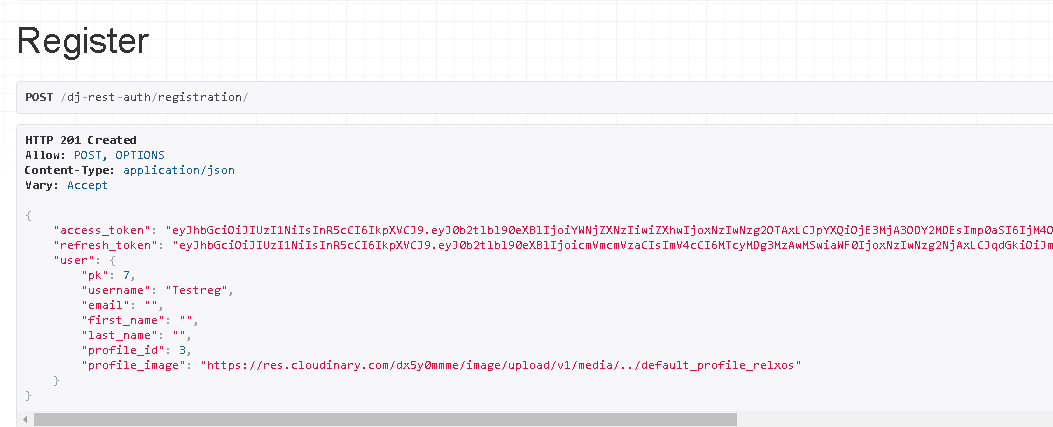 Register
POST /dj-rest-auth/registration/
HTTP 201 Created
Allow: POST, OPTIONS
Content-Type: application/json
Vary: Accept
{
    "access_token": "eyJhbGciOiJIUzI1NiIsInR5cCI6IkpXVCJ9.eyJ0b2tlbl90eXBlIjoiYWNjZXNzIiwiZXhwIjoxNzIwNzg2OTAxLCJpYXQiOjE3MjA3ODY2MDEsImp0aSI6IjM4O
    "refresh_token": "eyJhbGciOiJIUzI1NiIsInR5cCI6IkpXVCJ9.eyJ0b2tlbl90eXBlIjoicmVmcmVzaCIsImV4cCI6MTcyMDg3MzAwMSwiaWF0IjoxNzIwNzg2NjAxLCJqdGkiOiJm
    "user": {
        "pk": 7,
        "username": "Testreg",
        "email": "",
        "first_name": "",
        "last_name": "",
        "profile_id": 3,
        "profile_image": "https://res.cloudinary.com/dx5y0mmme/image/upload/v1/media/../default_profile_relxos"
    }
}